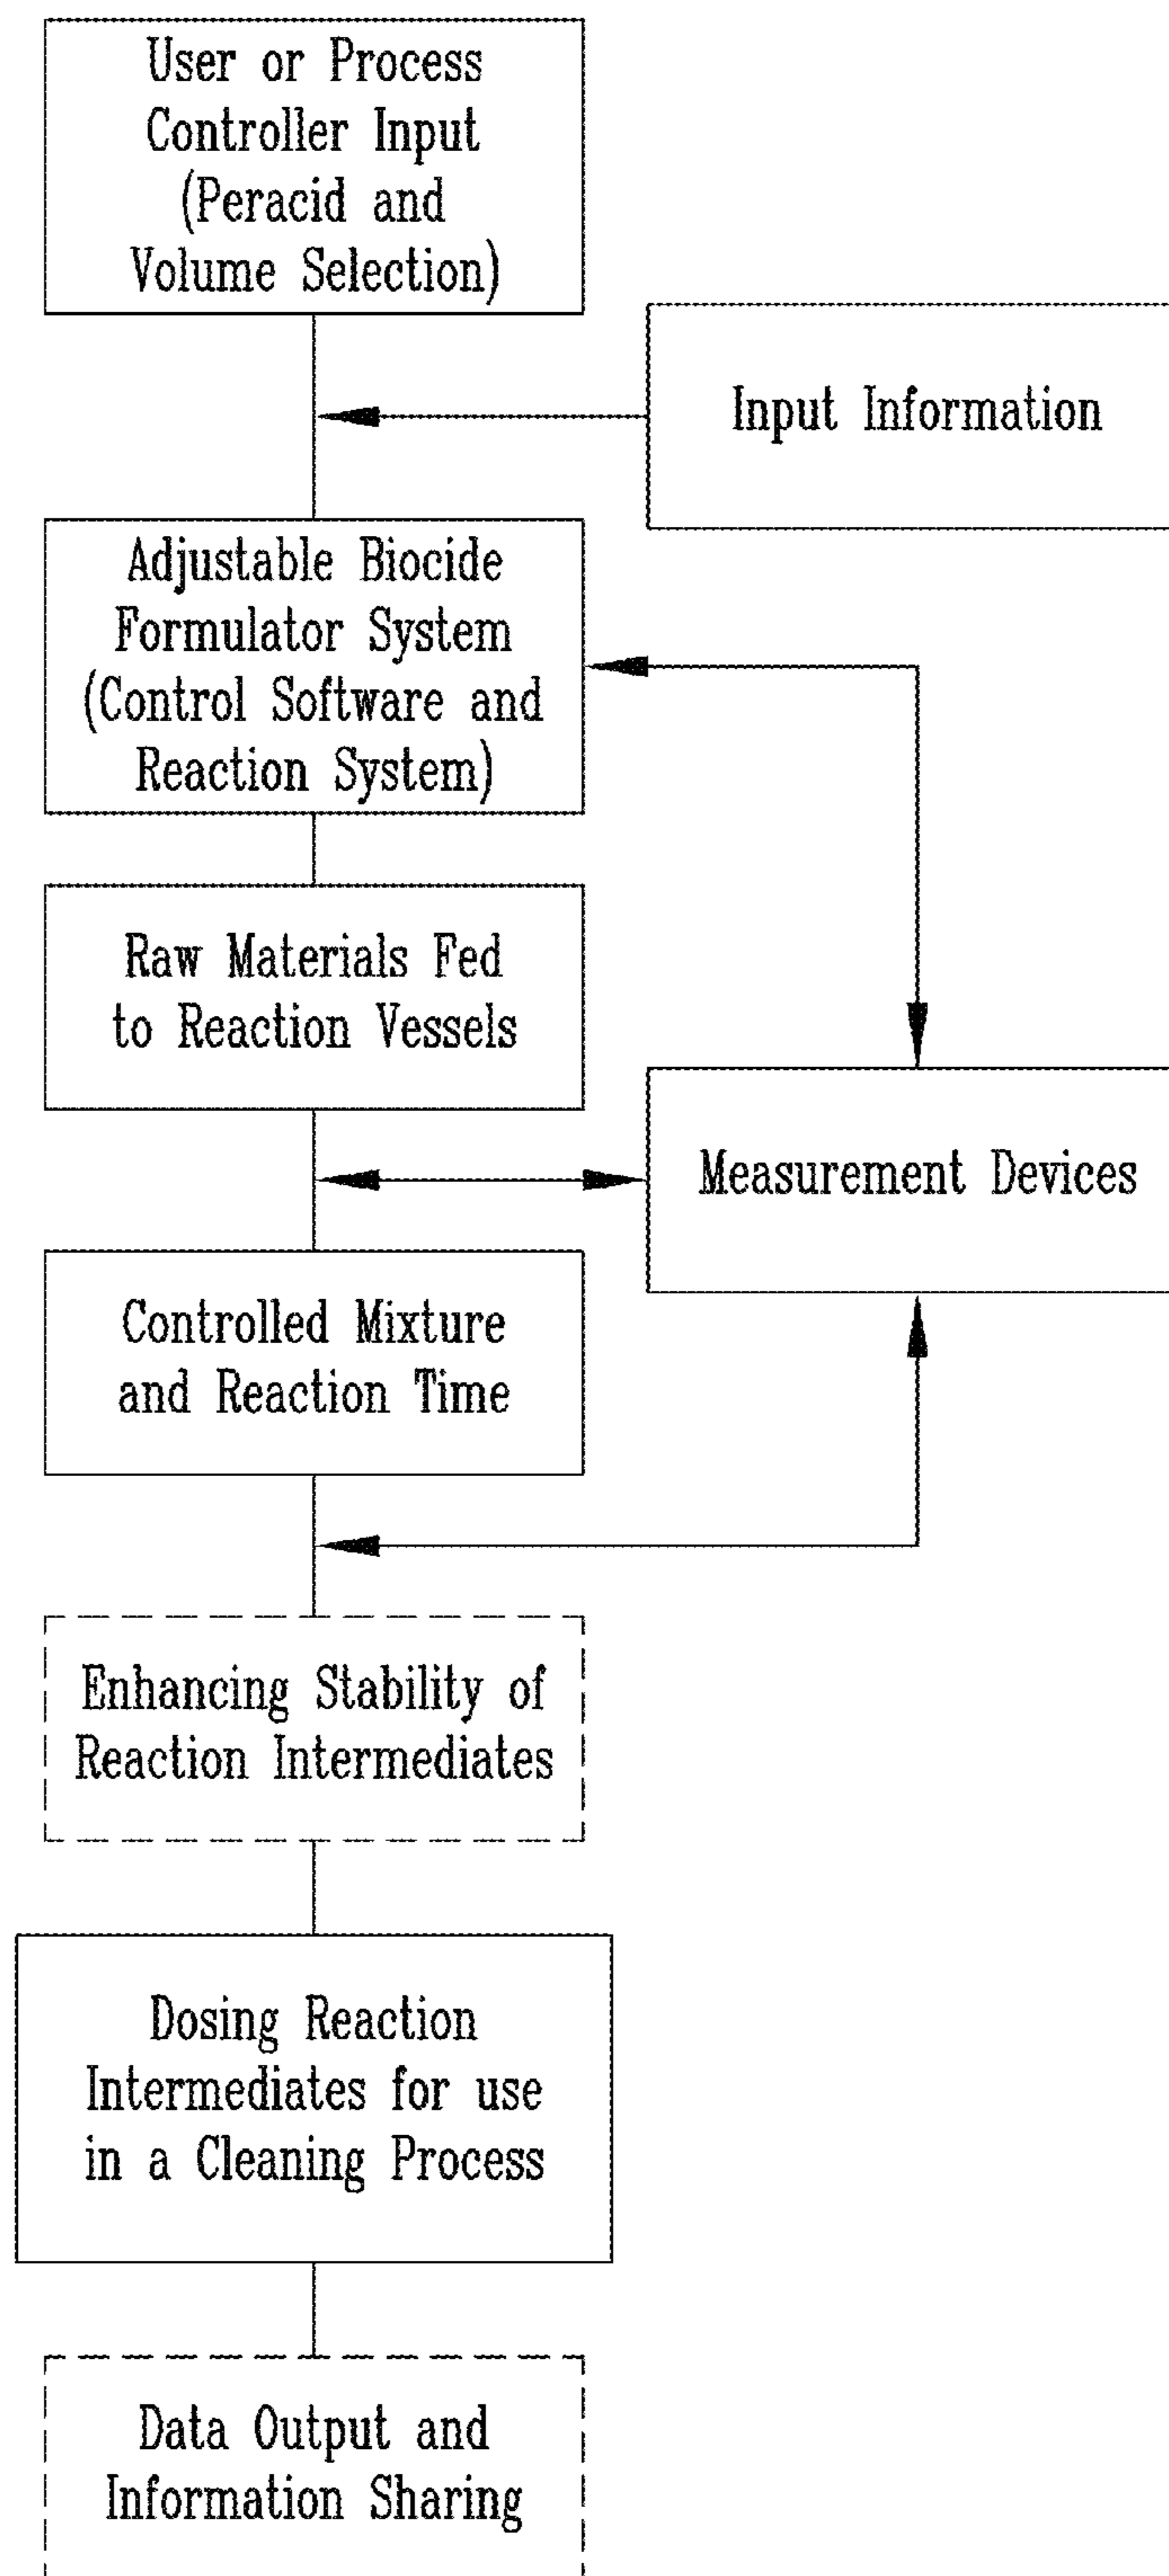 User or Process
Controller Input
(Peracid and
Volume Selection)
Input Information
Adjustable Biocide
Formulator System
(Control Software and
Reaction System)
Raw Materials Fed
to Reaction Vessels
Measurement Devices
Controlled Mixture
and Reaction Time
Enhancing Stability of
Reaction Intermediates
Dosing Reaction
Intermediates for use
in a Cleaning Process
Data Output and
Information Sharing